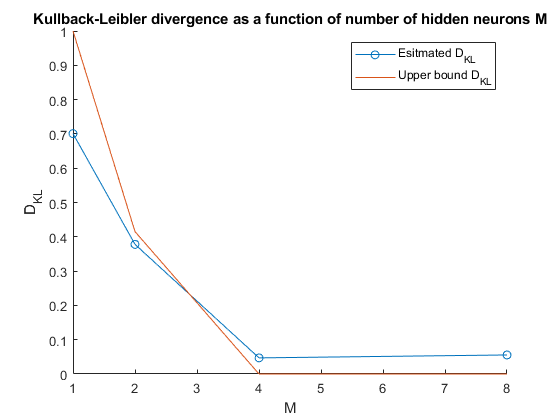 Kullback-Leibler divergence as a function of number of hidden neurons M
1
0.9
0.8
0.7
0.6
0.5
0.4
0.3
0.2
0.1
0
D_KL
Esitmated D_KL
Upper bound D_KL
1 2 3 4 5 6 7 8
M